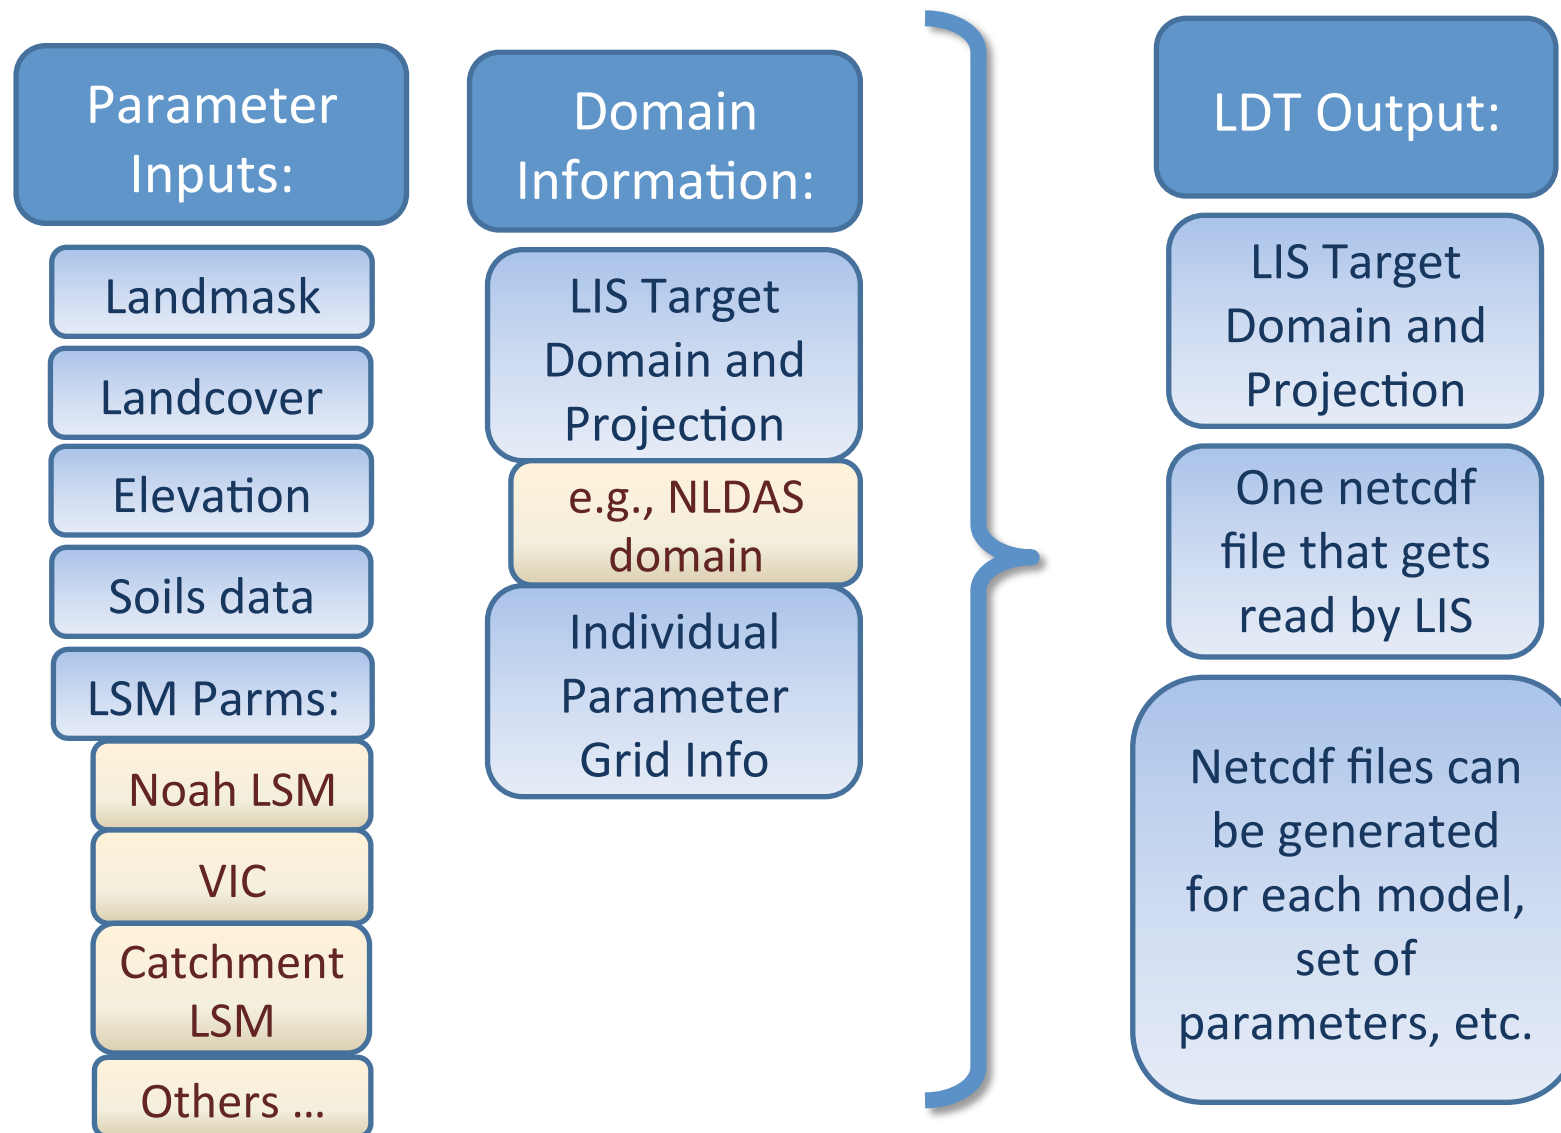 Parameter
Inputs:
Landmask
Landcover
Elevation
Soils data
LSM Parms:
Noah LSM
VIC
Catchment
LSM
Others ...
Domain
Information:
LIS Target
Domain and
Projection
e.g., NLDAS
domain
Individual
Parameter
Grid Info
LDT Output:
LIS Target
Domain and
Projection
One netcdf
file that gets
read by LIS
Netcdf files can
be generated
for each model,
set of
parameters, etc.